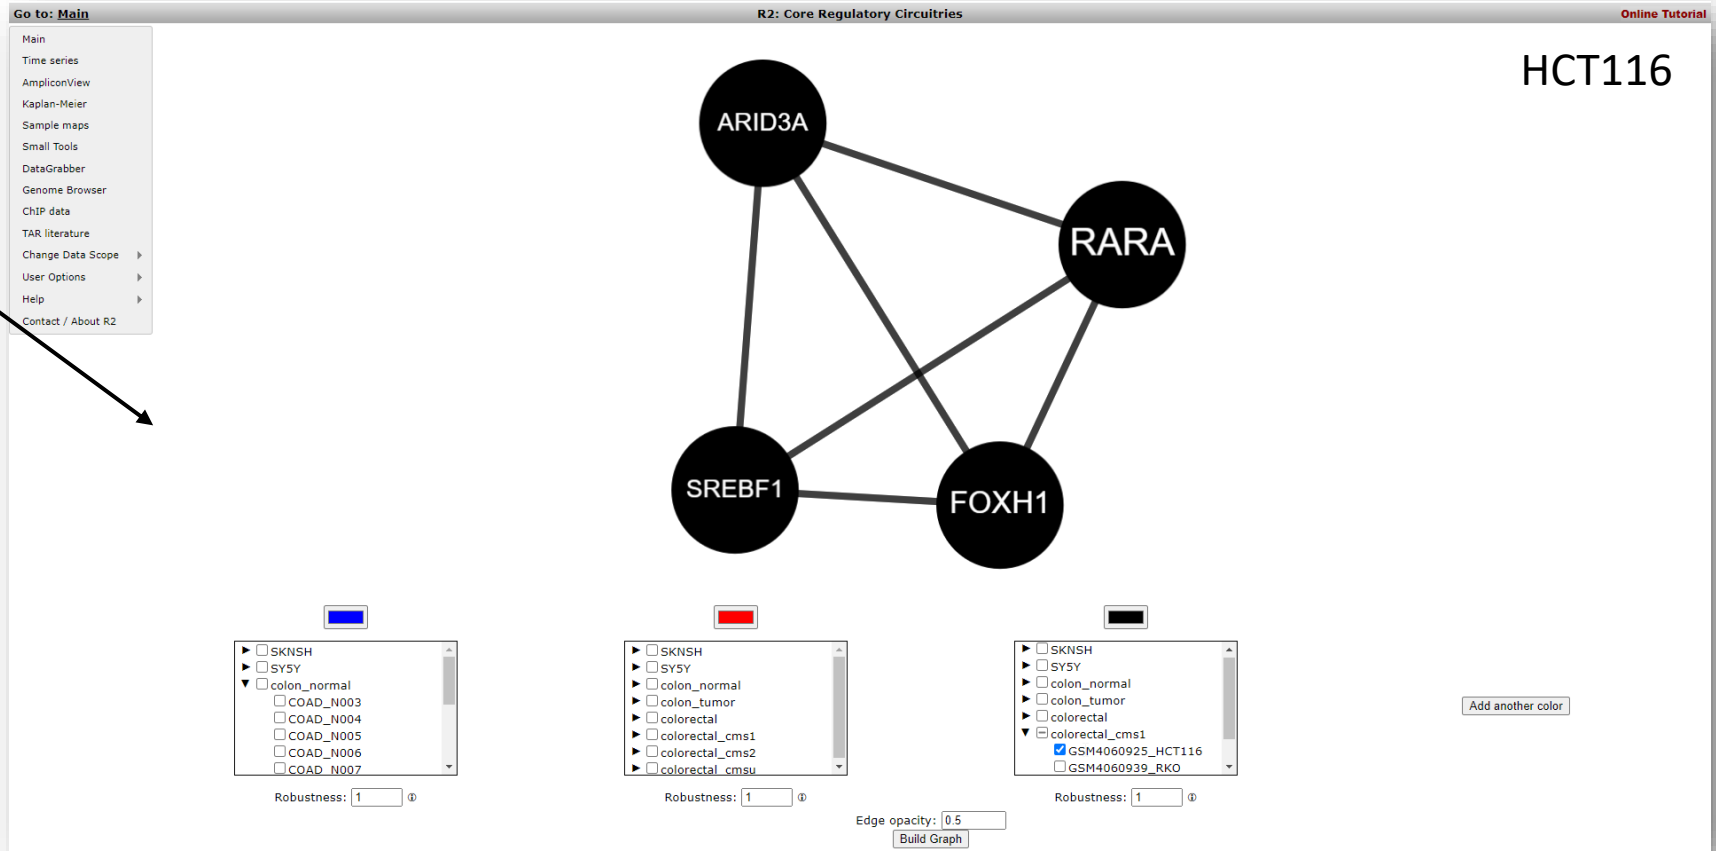 Go to: Main
R2: Core Regulatory Circuitries
Online Tutorial
Main
Time series
AmpliconView
Kaplan-Meier
Sample maps
Small Tools
DataGrabber
Genome Browser
ChIP data
TAR literature
Change Data Scope
User Options
Help
Contact / About R2
HCT116
ARID3A
RARA
SREBF1
FOXH1
SKNSH
SY5Y
colon_normal
COAD_N003
COAD_N004
COAD_N005
COAD_N006
COAD_N007
Robustness: 1
SKNSH
SY5Y
colon_normal
colon_tumor
colorectal
colorectal_cms1
colorectal_cms2
colorectal_cmsu
Robustness: 1
SKNSH
SY5Y
colon_normal
colon_tumor
colorectal
colorectal_cms1
GSM4060925_HCT116
GSM4060939_RKO
Robustness: 1
Add another color
Edge opacity: 0.5
Build Graph